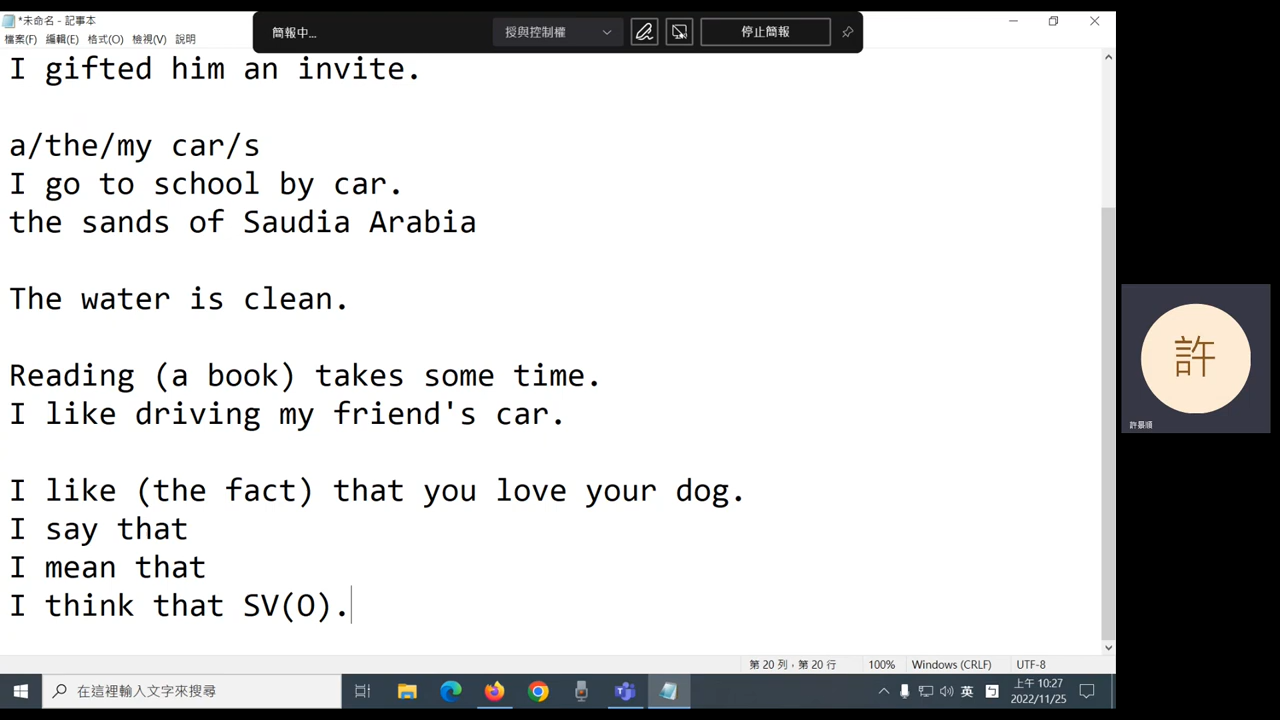 *未命名 - 記事本
簡報中...
授與控制權
停止簡報
檔案(F) 編輯(E) 格式(O) 檢視(V) 說明
I gifted him an invite.
a/the/my car/s
I go to school by car.
the sands of Saudia Arabia
The water is clean.
Reading (a book) takes some time.
I like driving my friend's car.
I like (the fact) that you love your dog.
I say that
I mean that
I think that SV(O).
許
許景順
第 20 列，第 20 行 100% Windows (CRLF) UTF-8
在這裡輸入文字來搜尋
英
ㄅ
上午 10:27
2022/11/25